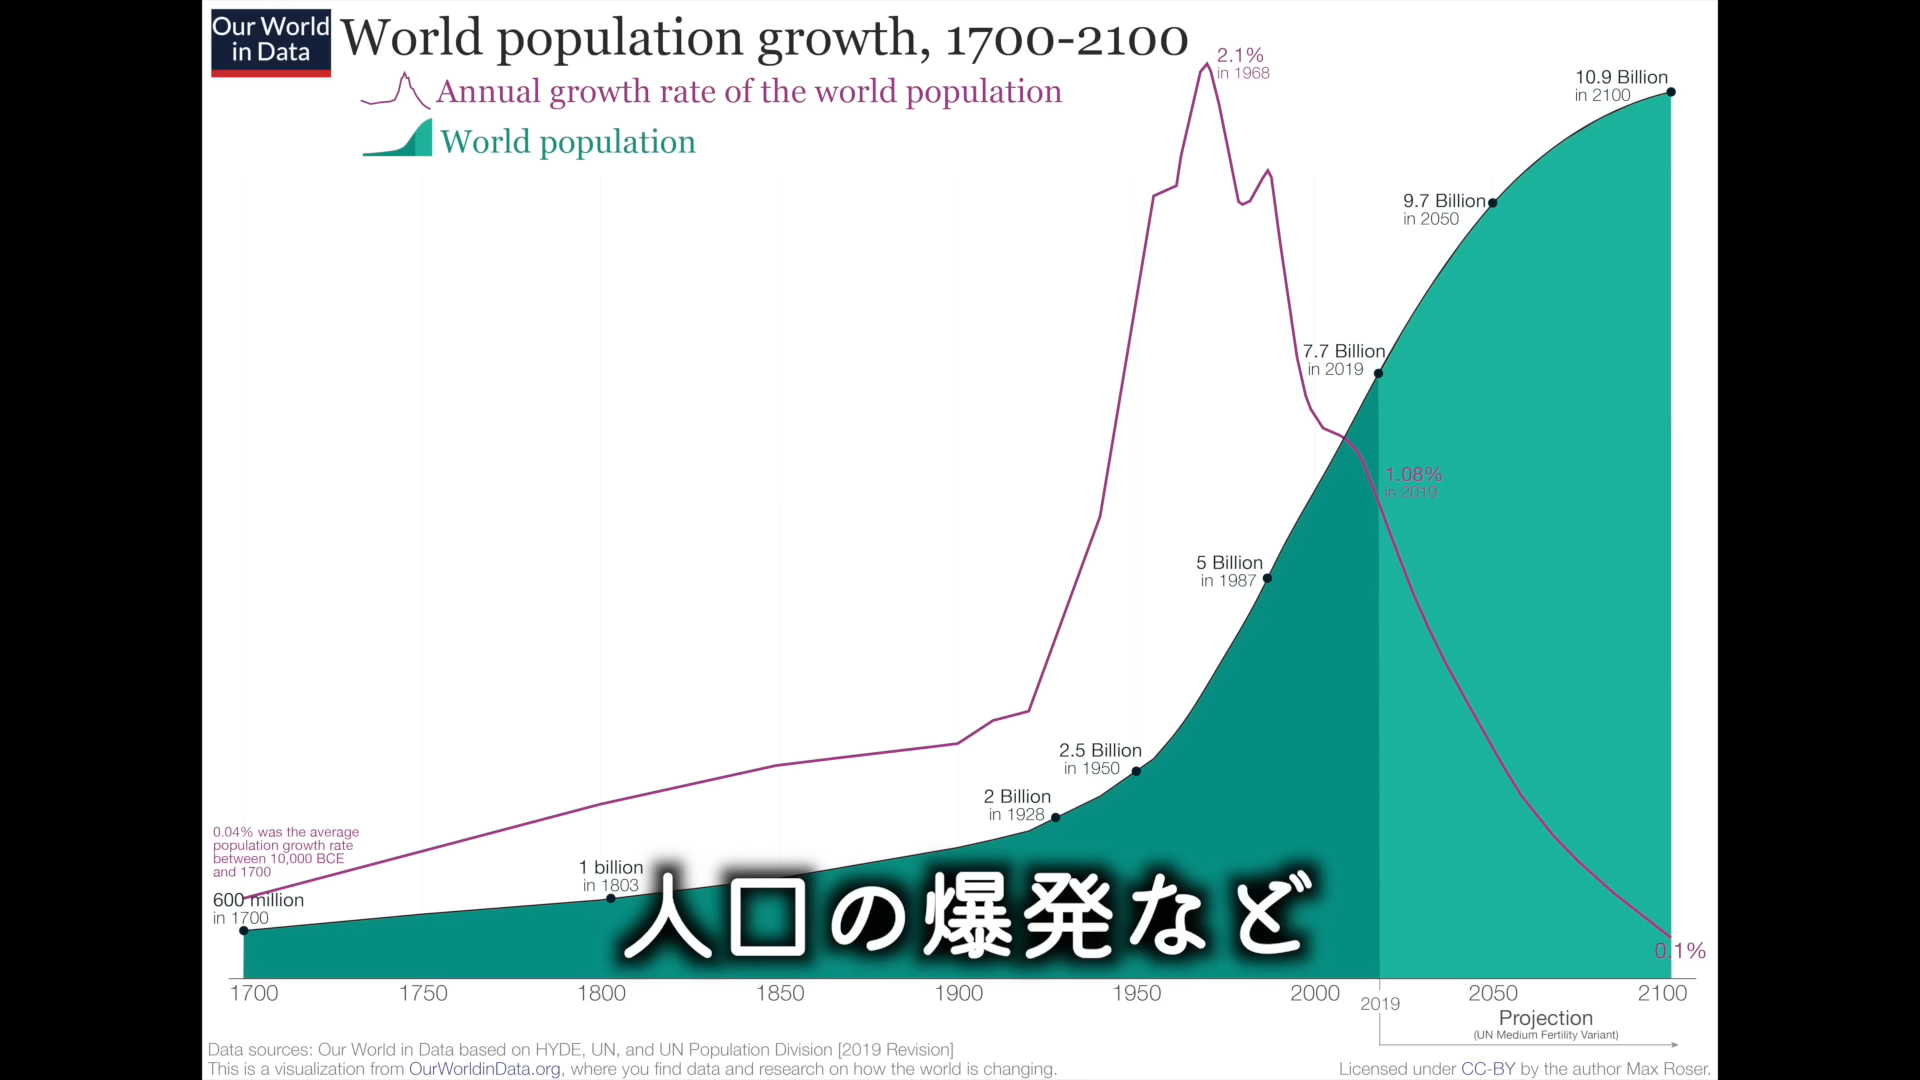 Our World
in Data
World population growth, 1700-2100
Annual growth rate of the world population
World population
2.1%
in 1968
10.9 Billion
in 2100
9.7 Billion
in 2050
7.7 Billion
in 2019
1.08%
in 2019
5 Billion
in 1987
2.5 Billion
in 1950
2 Billion
in 1928
0.04% was the average
population growth rate
between 10,000 BCE
and 1700
1 billion
in 1803
600 million
in 1700
人口の爆発など
0.1%
1700 1750 1800 1850 1900 1950 2000 2019 2050 2100
Projection
(UN Medium Fertility Variant)
Data sources: Our World in Data based on HYDE, UN, and UN Population Division [2019 Revision]
This is a visualization from OurWorldinData.org, where you find data and research on how the world is changing.
Licensed under CC-BY by the author Max Roser.